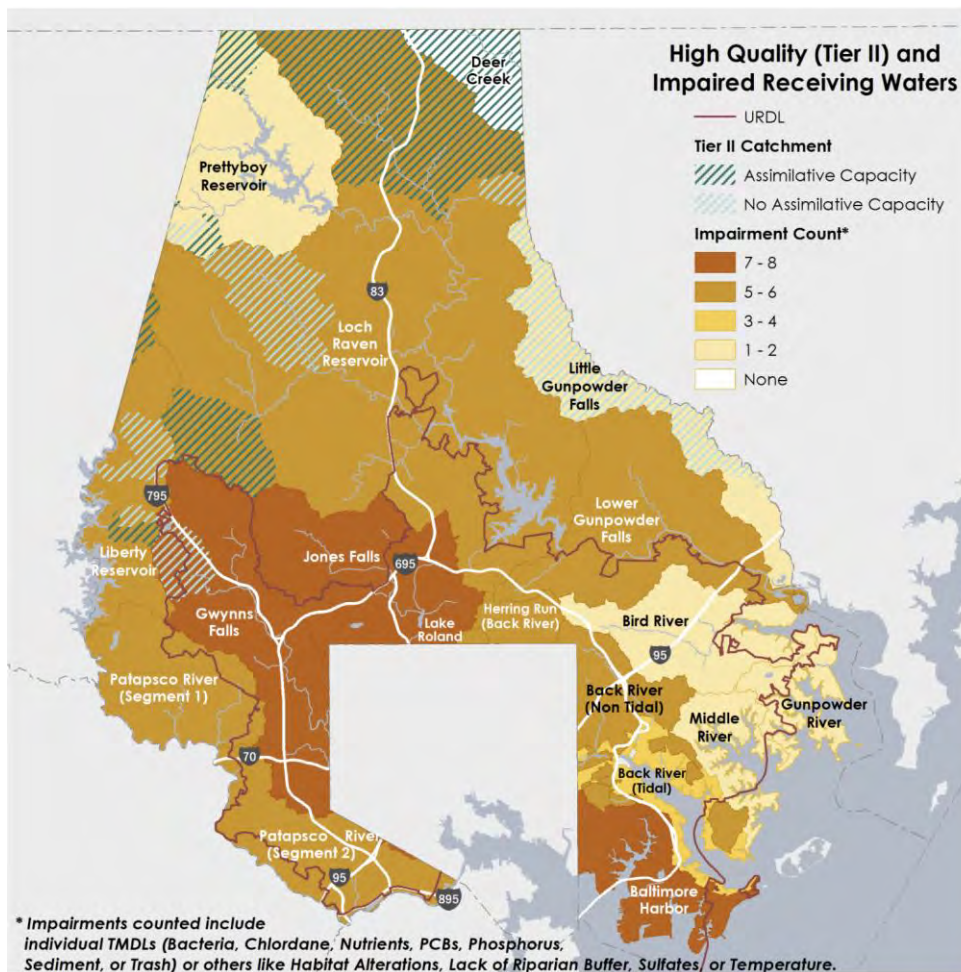 High Quality (Tier II) and
Impaired Receiving Waters
URDL
Tier II Catchment
Assimilative Capacity
No Assimilative Capacity
Impairment Count*
7 - 8
5 - 6
3 - 4
1 - 2
None
Deer
Creek
Prettyboy
Reservoir
83
Loch
Raven
Reservoir
Little
Gunpowder
Falls
795
Lower
Gunpowder
Falls
Liberty
Reservoir
Jones Falls
695
Gwynns
Falls
Lake
Roland
Herring Run
(Back River)
Bird River
95
Patapsco River
(Segment 1)
Back River
(Non Tidal)
Gunpowder
River
Middle
River
70
Back River
(Tidal)
Patapsco River
(Segment 2)
95
895
Baltimore
Harbor
* Impairments counted include
individual TMDLs (Bacteria, Chlordane, Nutrients, PCBs, Phosphorus,
Sediment, or Trash) or others like Habitat Alterations, Lack of Riparian Buffer, Sulfates, or Temperature.